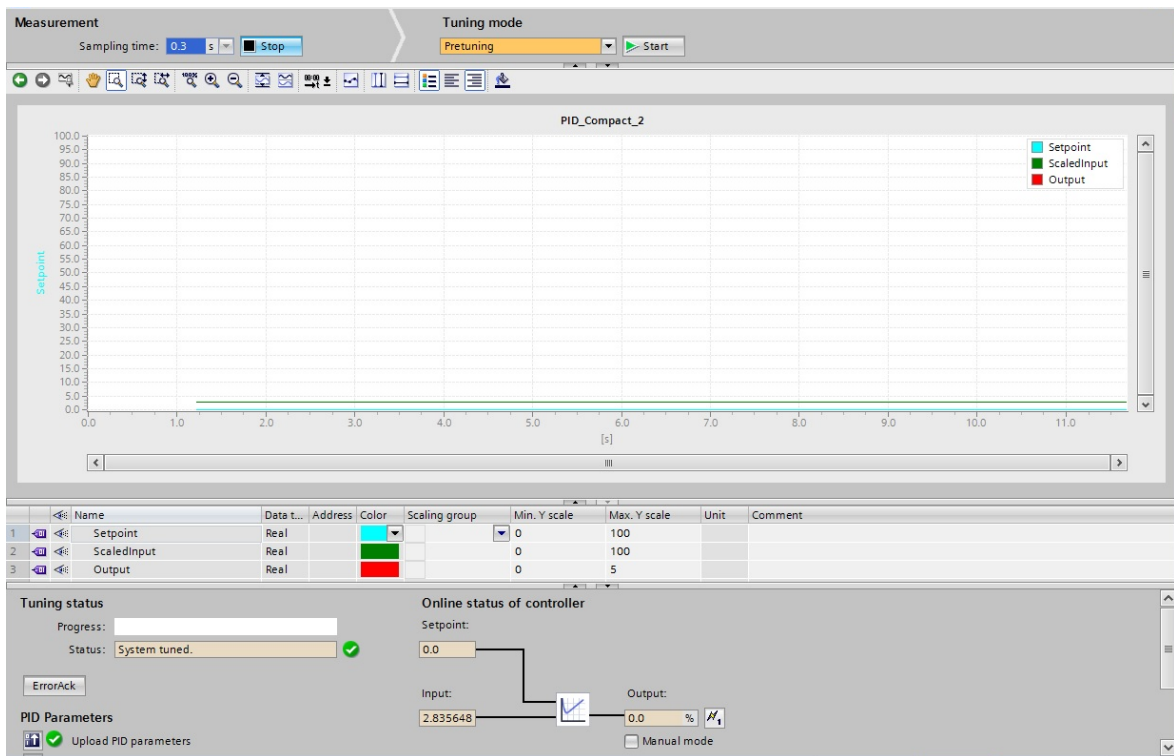 Measurement
Tuning mode
Sampling time: 0.3 s Stop
Pretuning Start
100%
PID_Compact_2
Setpoint
ScaledInput
Output
Setpoint
100.0
95.0
90.0
85.0
80.0
75.0
70.0
65.0
60.0
55.0
50.0
45.0
40.0
35.0
30.0
25.0
20.0
15.0
10.0
5.0
0.0
0.0 1.0 2.0 3.0 4.0 5.0 6.0 7.0 8.0 9.0 10.0 11.0
[s]
Name Data t... Address Color Scaling group Min. Y scale Max. Y scale Unit Comment
1 Setpoint Real 0 100
2 ScaledInput Real 0 100
3 Output Real 0 5
Tuning status
Progress:
Status: System tuned.
ErrorAck
PID Parameters
Upload PID parameters
Online status of controller
Setpoint:
0.0
Input:
2.835648
Output:
0.0 %
Manual mode